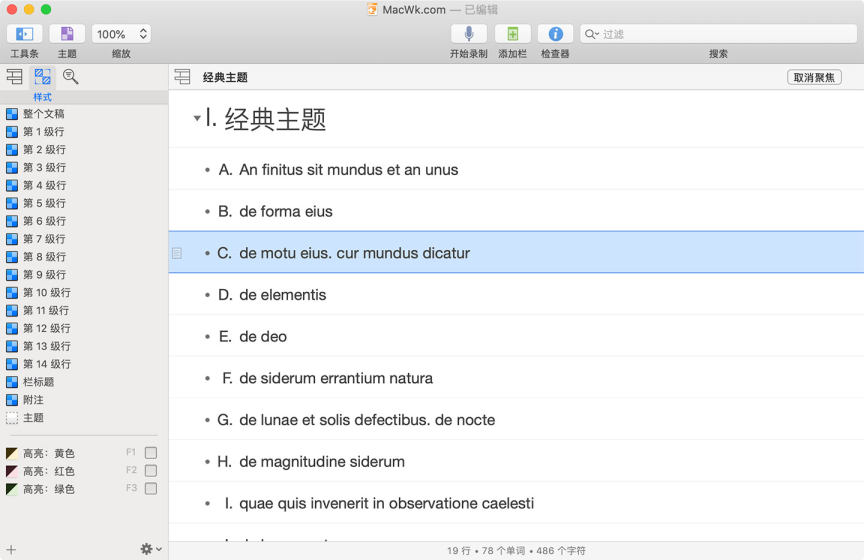 MacWk.com — 已编辑
100%
过滤
工具条
主题
缩放
开始录制
添加栏
检查器
搜索
样式
整个文稿
第 1 级行
第 2 级行
第 3 级行
第 4 级行
第 5 级行
第 6 级行
第 7 级行
第 8 级行
第 9 级行
第 10 级行
第 11 级行
第 12 级行
第 13 级行
第 14 级行
栏标题
附注
主题
高亮：黄色 F1
高亮：红色 F2
高亮：绿色 F3
经典主题
取消聚焦
I. 经典主题
A. An finitus sit mundus et an unus
B. de forma eius
C. de motu eius. cur mundus dicatur
D. de elementis
E. de deo
F. de siderum errantium natura
G. de lunae et solis defectibus. de nocte
H. de magnitudine siderum
I. quae quis invenerit in observatione caelesti
19 行 • 78 个单词 • 486 个字符